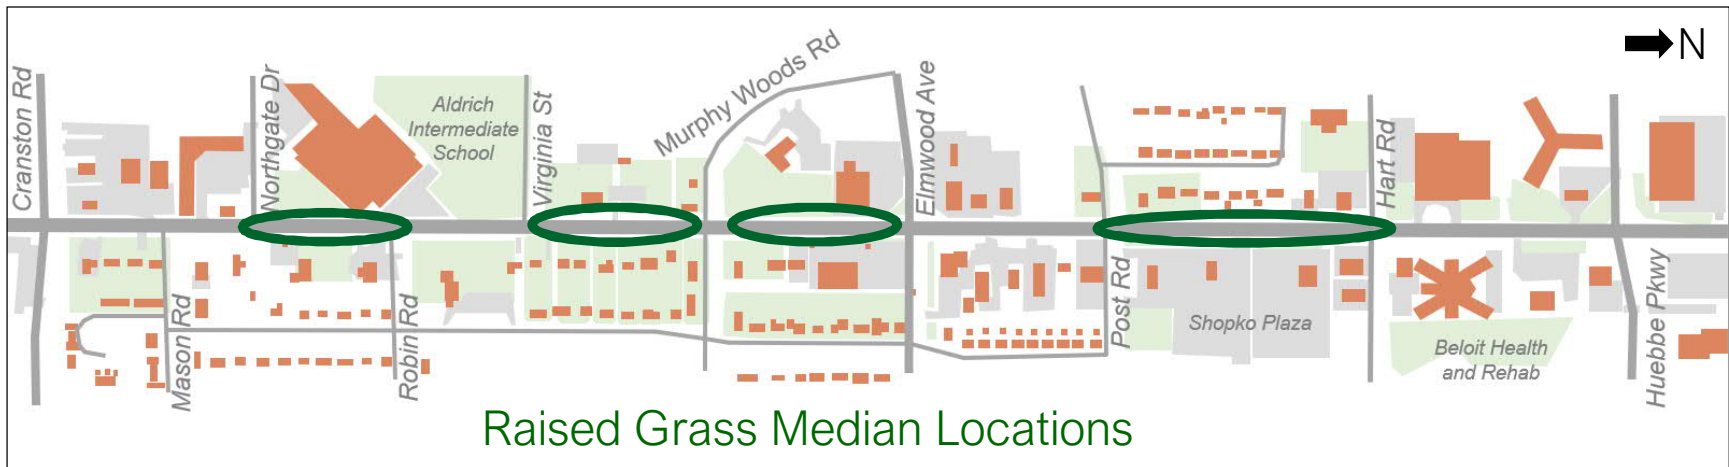 N
Cranston Rd
Northgate Dr
Aldrich
Intermediate
School
Virginia St
Murphy Woods Rd
Elmwood Ave
Hart Rd
Mason Rd
Robin Rd
Post Rd
Shopko Plaza
Beloit Health
and Rehab
Huebbe Pkwy
Raised Grass Median Locations